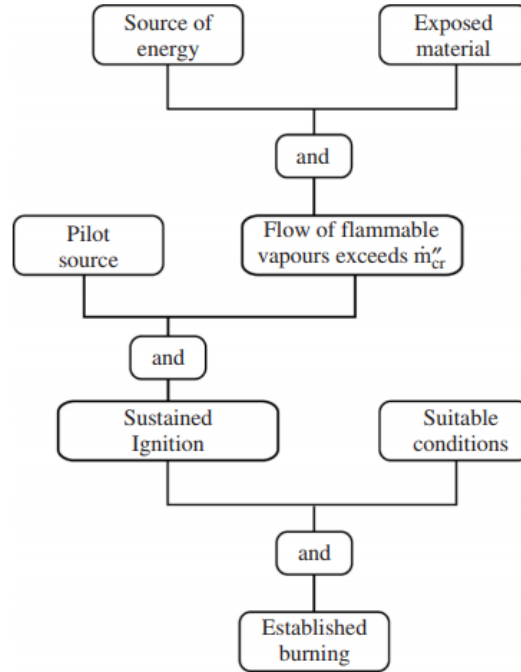 Source of
energy
Exposed
material
and
Pilot
source
Flow of flammable
vapours exceeds ṁ″cr
and
Sustained
Ignition
Suitable
conditions
and
Established
burning